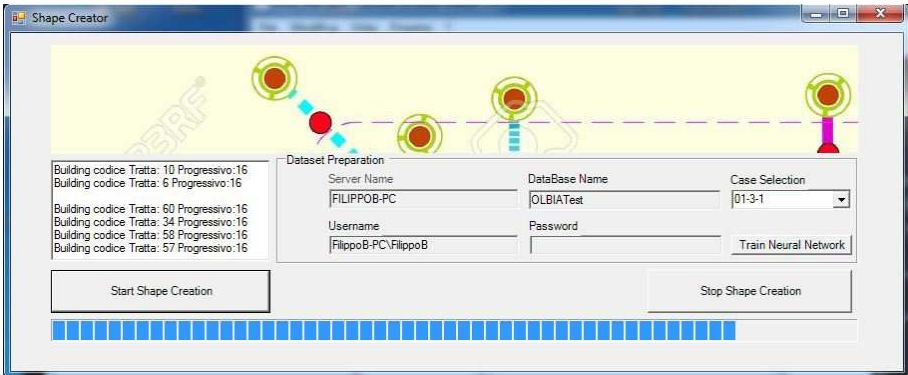 Shape Creator
Building codice Tratta: 10 Progressivo:16
Building codice Tratta: 6 Progressivo:16
Building codice Tratta: 60 Progressivo:16
Building codice Tratta: 34 Progressivo:16
Building codice Tratta: 58 Progressivo:16
Building codice Tratta: 57 Progressivo:16
Dataset Preparation
Server Name
DataBase Name
Case Selection
FILIPPOB-PC
OLBIATest
01-3-1
Username
Password
FilippoB-PC\FilippoB
Train Neural Network
Start Shape Creation
Stop Shape Creation